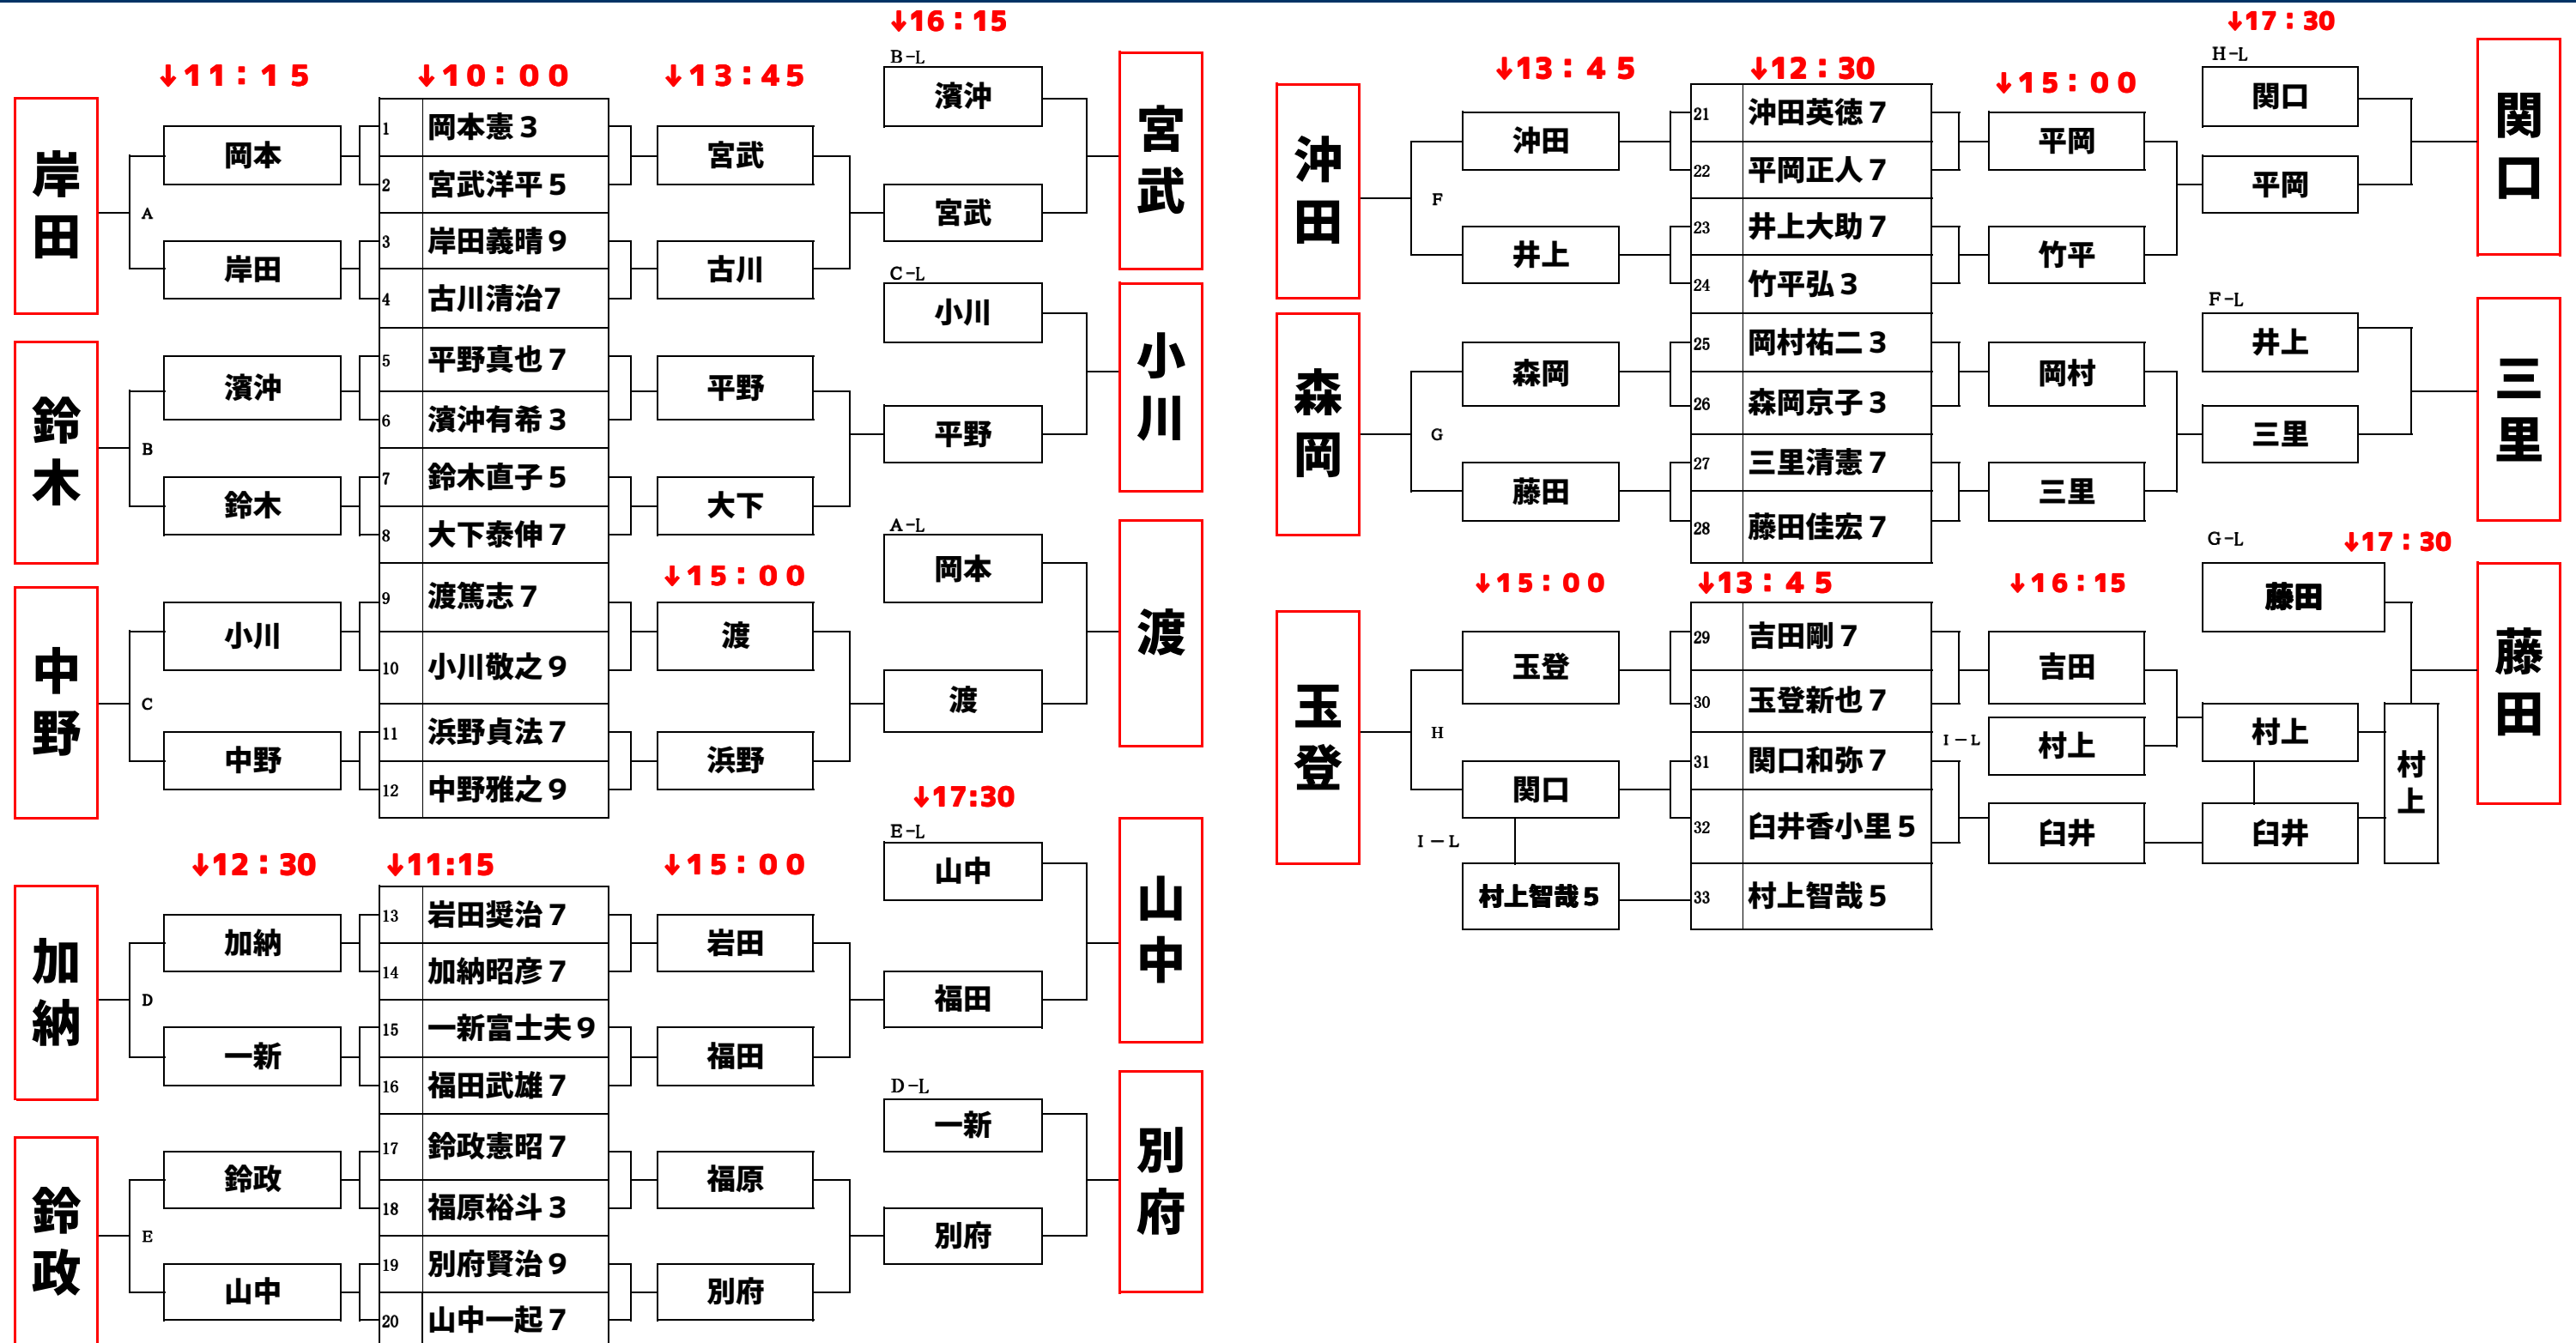 ↓11：１５
↓１０：００
↓13：4５
↓16：15
B-L
岸田
岡本
A
岸田
1 岡本憲３
2 宮武洋平５
3 岸田義晴９
4 古川清治7
宮武
古川
濱沖
宮武
宮武
鈴木
濱沖
B
鈴木
5 平野真也７
6 濱沖有希３
7 鈴木直子５
8 大下泰伸７
平野
大下
C-L
小川
平野
小川
中野
小川
C
中野
9 渡篤志７
10 小川敬之９
11 浜野貞法７
12 中野雅之９
↓１５：００
渡
浜野
A-L
岡本
渡
渡
↓12：30
↓11:15
↓１５：００
↓17:30
E-L
加納
加納
D
一新
13 岩田奨治７
14 加納昭彦７
15 一新富士夫９
16 福田武雄７
岩田
福田
山中
福田
山中
鈴政
鈴政
E
山中
17 鈴政憲昭７
18 福原裕斗３
19 別府賢治９
20 山中一起７
福原
別府
D-L
一新
別府
別府
↓13：４５
↓12：30
↓１５：００
↓17：30
H-L
沖田
沖田
F
井上
21 沖田英徳７
22 平岡正人７
23 井上大助７
24 竹平弘３
平岡
竹平
関口
平岡
関口
森岡
森岡
G
藤田
25 岡村祐二３
26 森岡京子３
27 三里清憲７
28 藤田佳宏７
岡村
三里
F-L
井上
三里
三里
↓１５：００
↓13：４５
↓16：15
G-L
↓17：30
玉登
玉登
H
関口
I－L
村上智哉５
29 吉田剛７
30 玉登新也７
31 関口和弥７
32 臼井香小里５
33 村上智哉５
吉田
I－L
村上
臼井
藤田
村上
臼井
村上
藤田